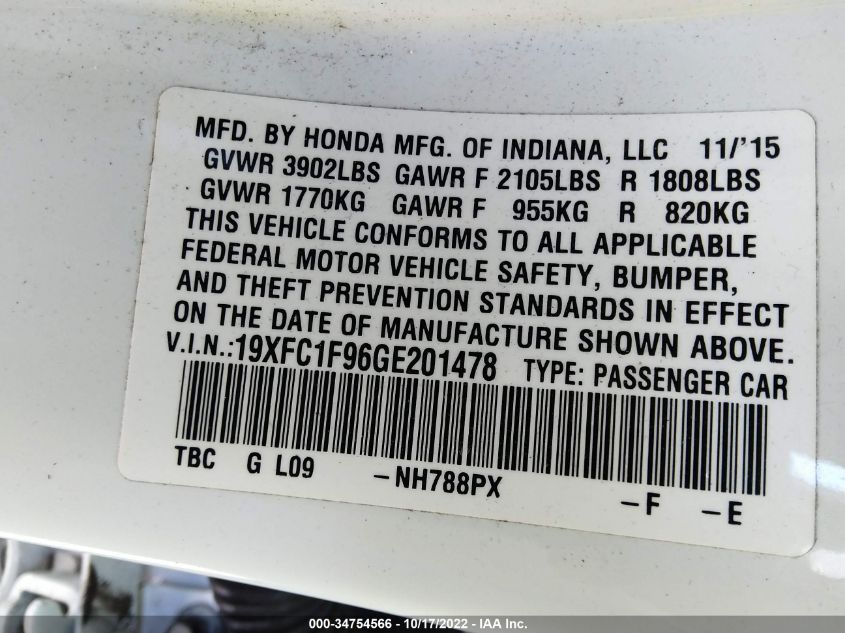 MFD. BY HONDA MFG. OF INDIANA, LLC 11/'15
GVWR 3902LBS GAWR F 2105LBS R 1808LBS
GVWR 1770KG GAWR F 955KG R 820KG
THIS VEHICLE CONFORMS TO ALL APPLICABLE
FEDERAL MOTOR VEHICLE SAFETY, BUMPER,
AND THEFT PREVENTION STANDARDS IN EFFECT
ON THE DATE OF MANUFACTURE SHOWN ABOVE.
V.I.N.:19XFC1F96GE201478 TYPE: PASSENGER CAR
TBC G L09 -NH788PX -F -E
000-34754566 - 10/17/2022 - IAA Inc.